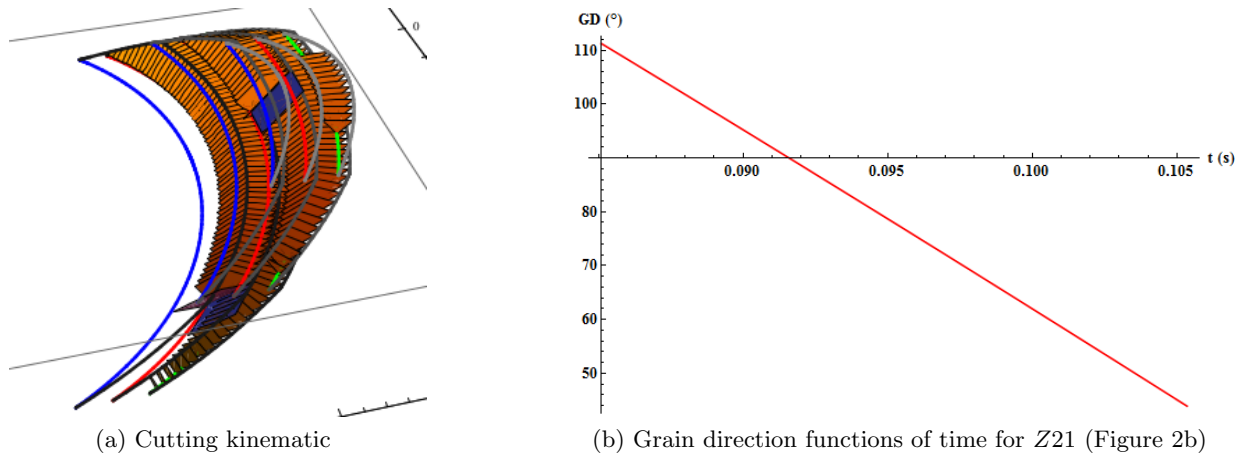 0
GD (°)
110
100
80
70
60
50
0.090
0.095
0.100
0.105
t (s)
(a) Cutting kinematic
(b) Grain direction functions of time for Z21 (Figure 2b)